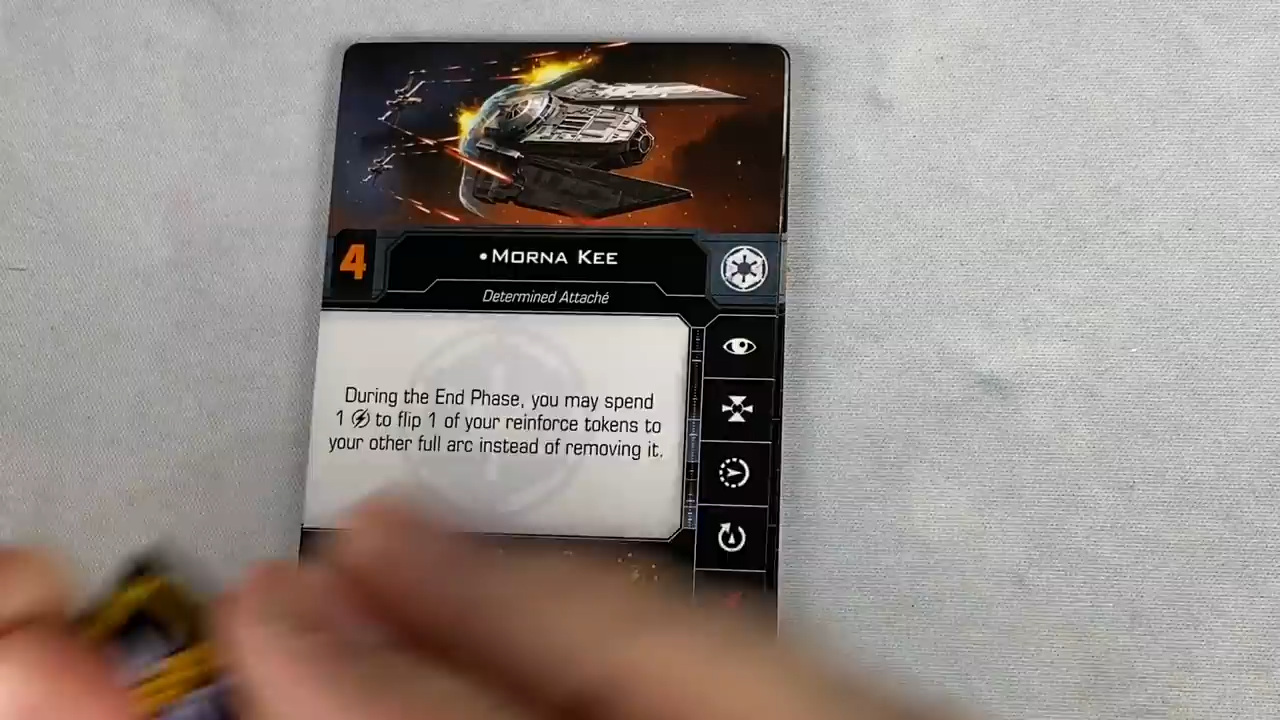 4
•MORNA KEE
Determined Attaché
During the End Phase, you may spend
1 to flip 1 of your reinforce tokens to
your other full arc instead of removing it.